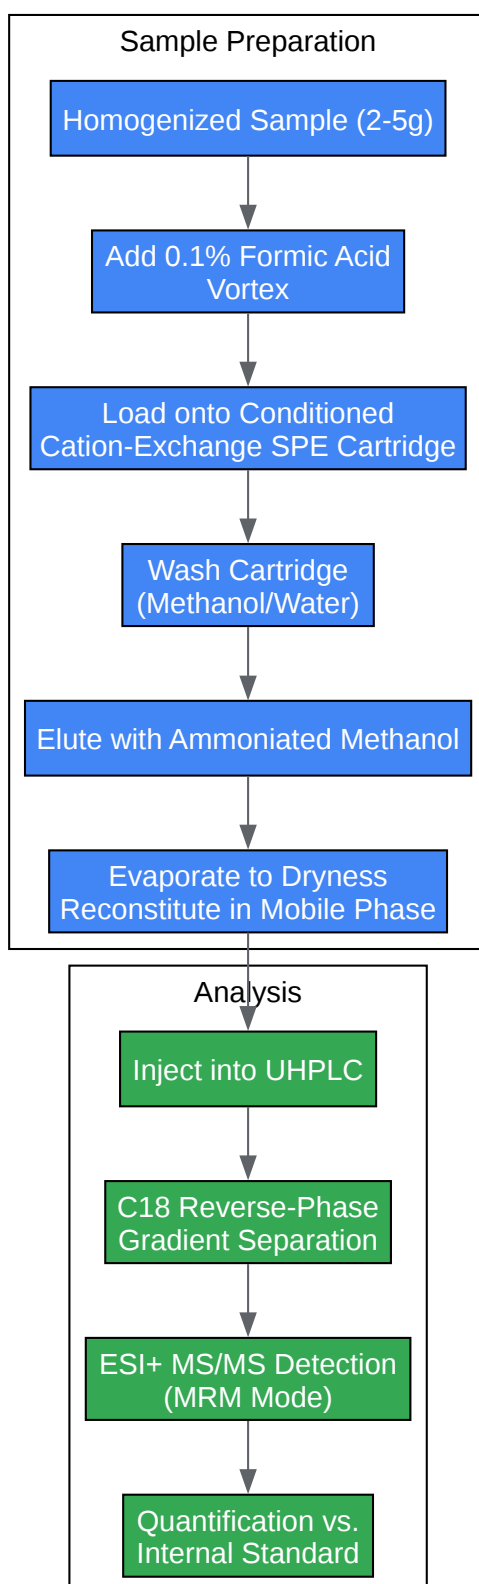 Sample Preparation
Homogenized Sample (2-5g)
Add 0.1% Formic Acid
Vortex
Load onto Conditioned
Cation-Exchange SPE Cartridge
Wash Cartridge
(Methanol/Water)
Elute with Ammoniated Methanol
Evaporate to Dryness
Reconstitute in Mobile Phase
Analysis
Inject into UHPLC
C18 Reverse-Phase
Gradient Separation
ESI+ MS/MS Detection
(MRM Mode)
Quantification vs.
Internal Standard